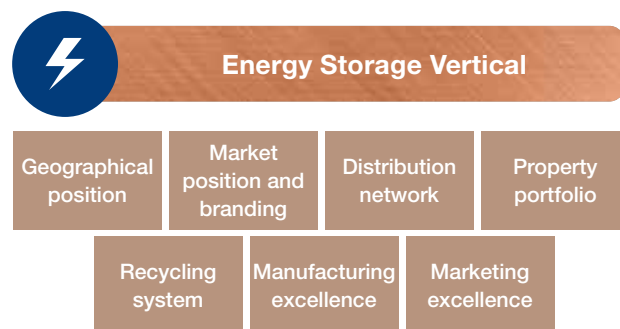 Energy Storage Vertical
Geographical
position
Market
position and
branding
Distribution
network
Property
portfolio
Recycling
system
Manufacturing
excellence
Marketing
excellence